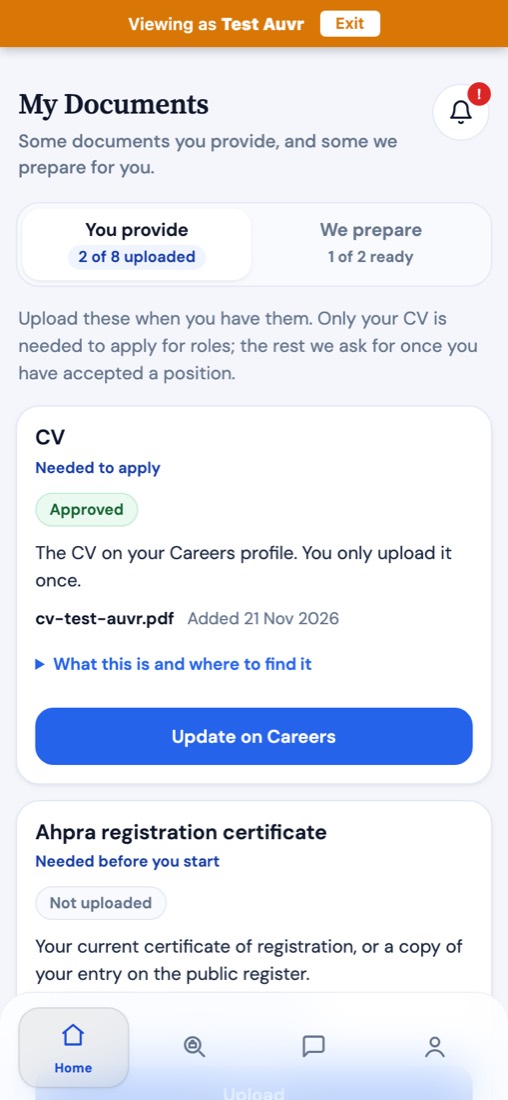 Viewing as Test Auvr
Exit
My Documents
!
Some documents you provide, and some we
prepare for you.
You provide
2 of 8 uploaded
We prepare
1 of 2 ready
Upload these when you have them. Only your CV is
needed to apply for roles; the rest we ask for once you
have accepted a position.
CV
Needed to apply
Approved
The CV on your Careers profile. You only upload it
once.
cv-test-auvr.pdf Added 21 Nov 2026
▶ What this is and where to find it
Update on Careers
Ahpra registration certificate
Needed before you start
Not uploaded
Your current certificate of registration, or a copy of
your entry on the public register.
Home
Upload